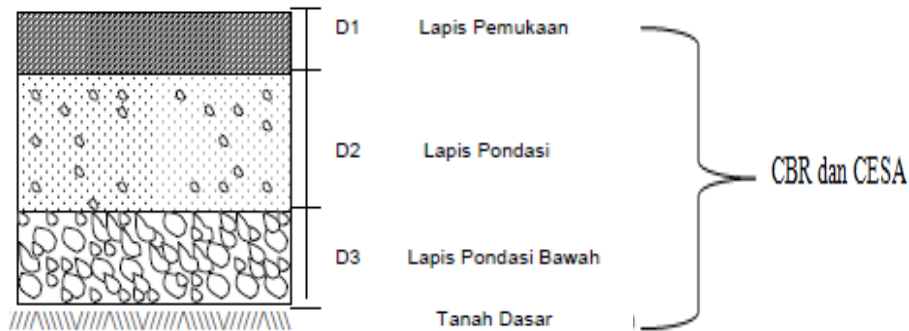 D1 Lapis Pemukaan
D2 Lapis Pondasi
CBR dan CESA
D3 Lapis Pondasi Bawah
Tanah Dasar